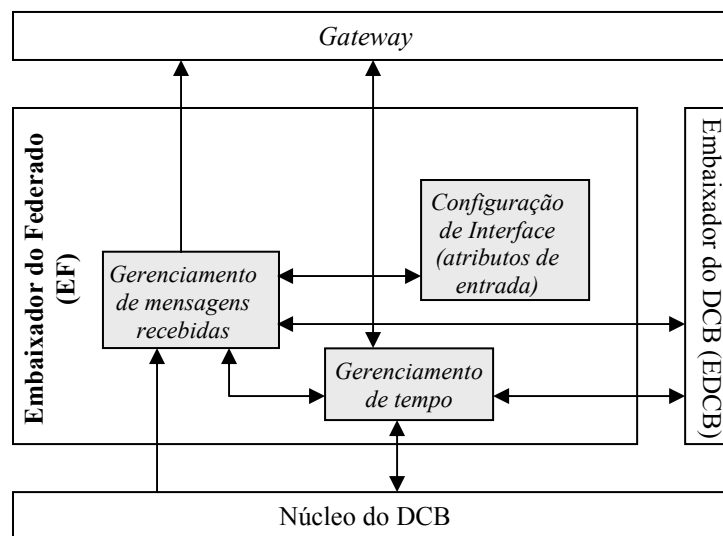 Gateway
Embaixador do Federado
(EF)
Configuração
de Interface
(atributos de
entrada)
Gerenciamento
de mensagens
recebidas
Gerenciamento
de tempo
Embaixador do DCB (EDCB)
Núcleo do DCB